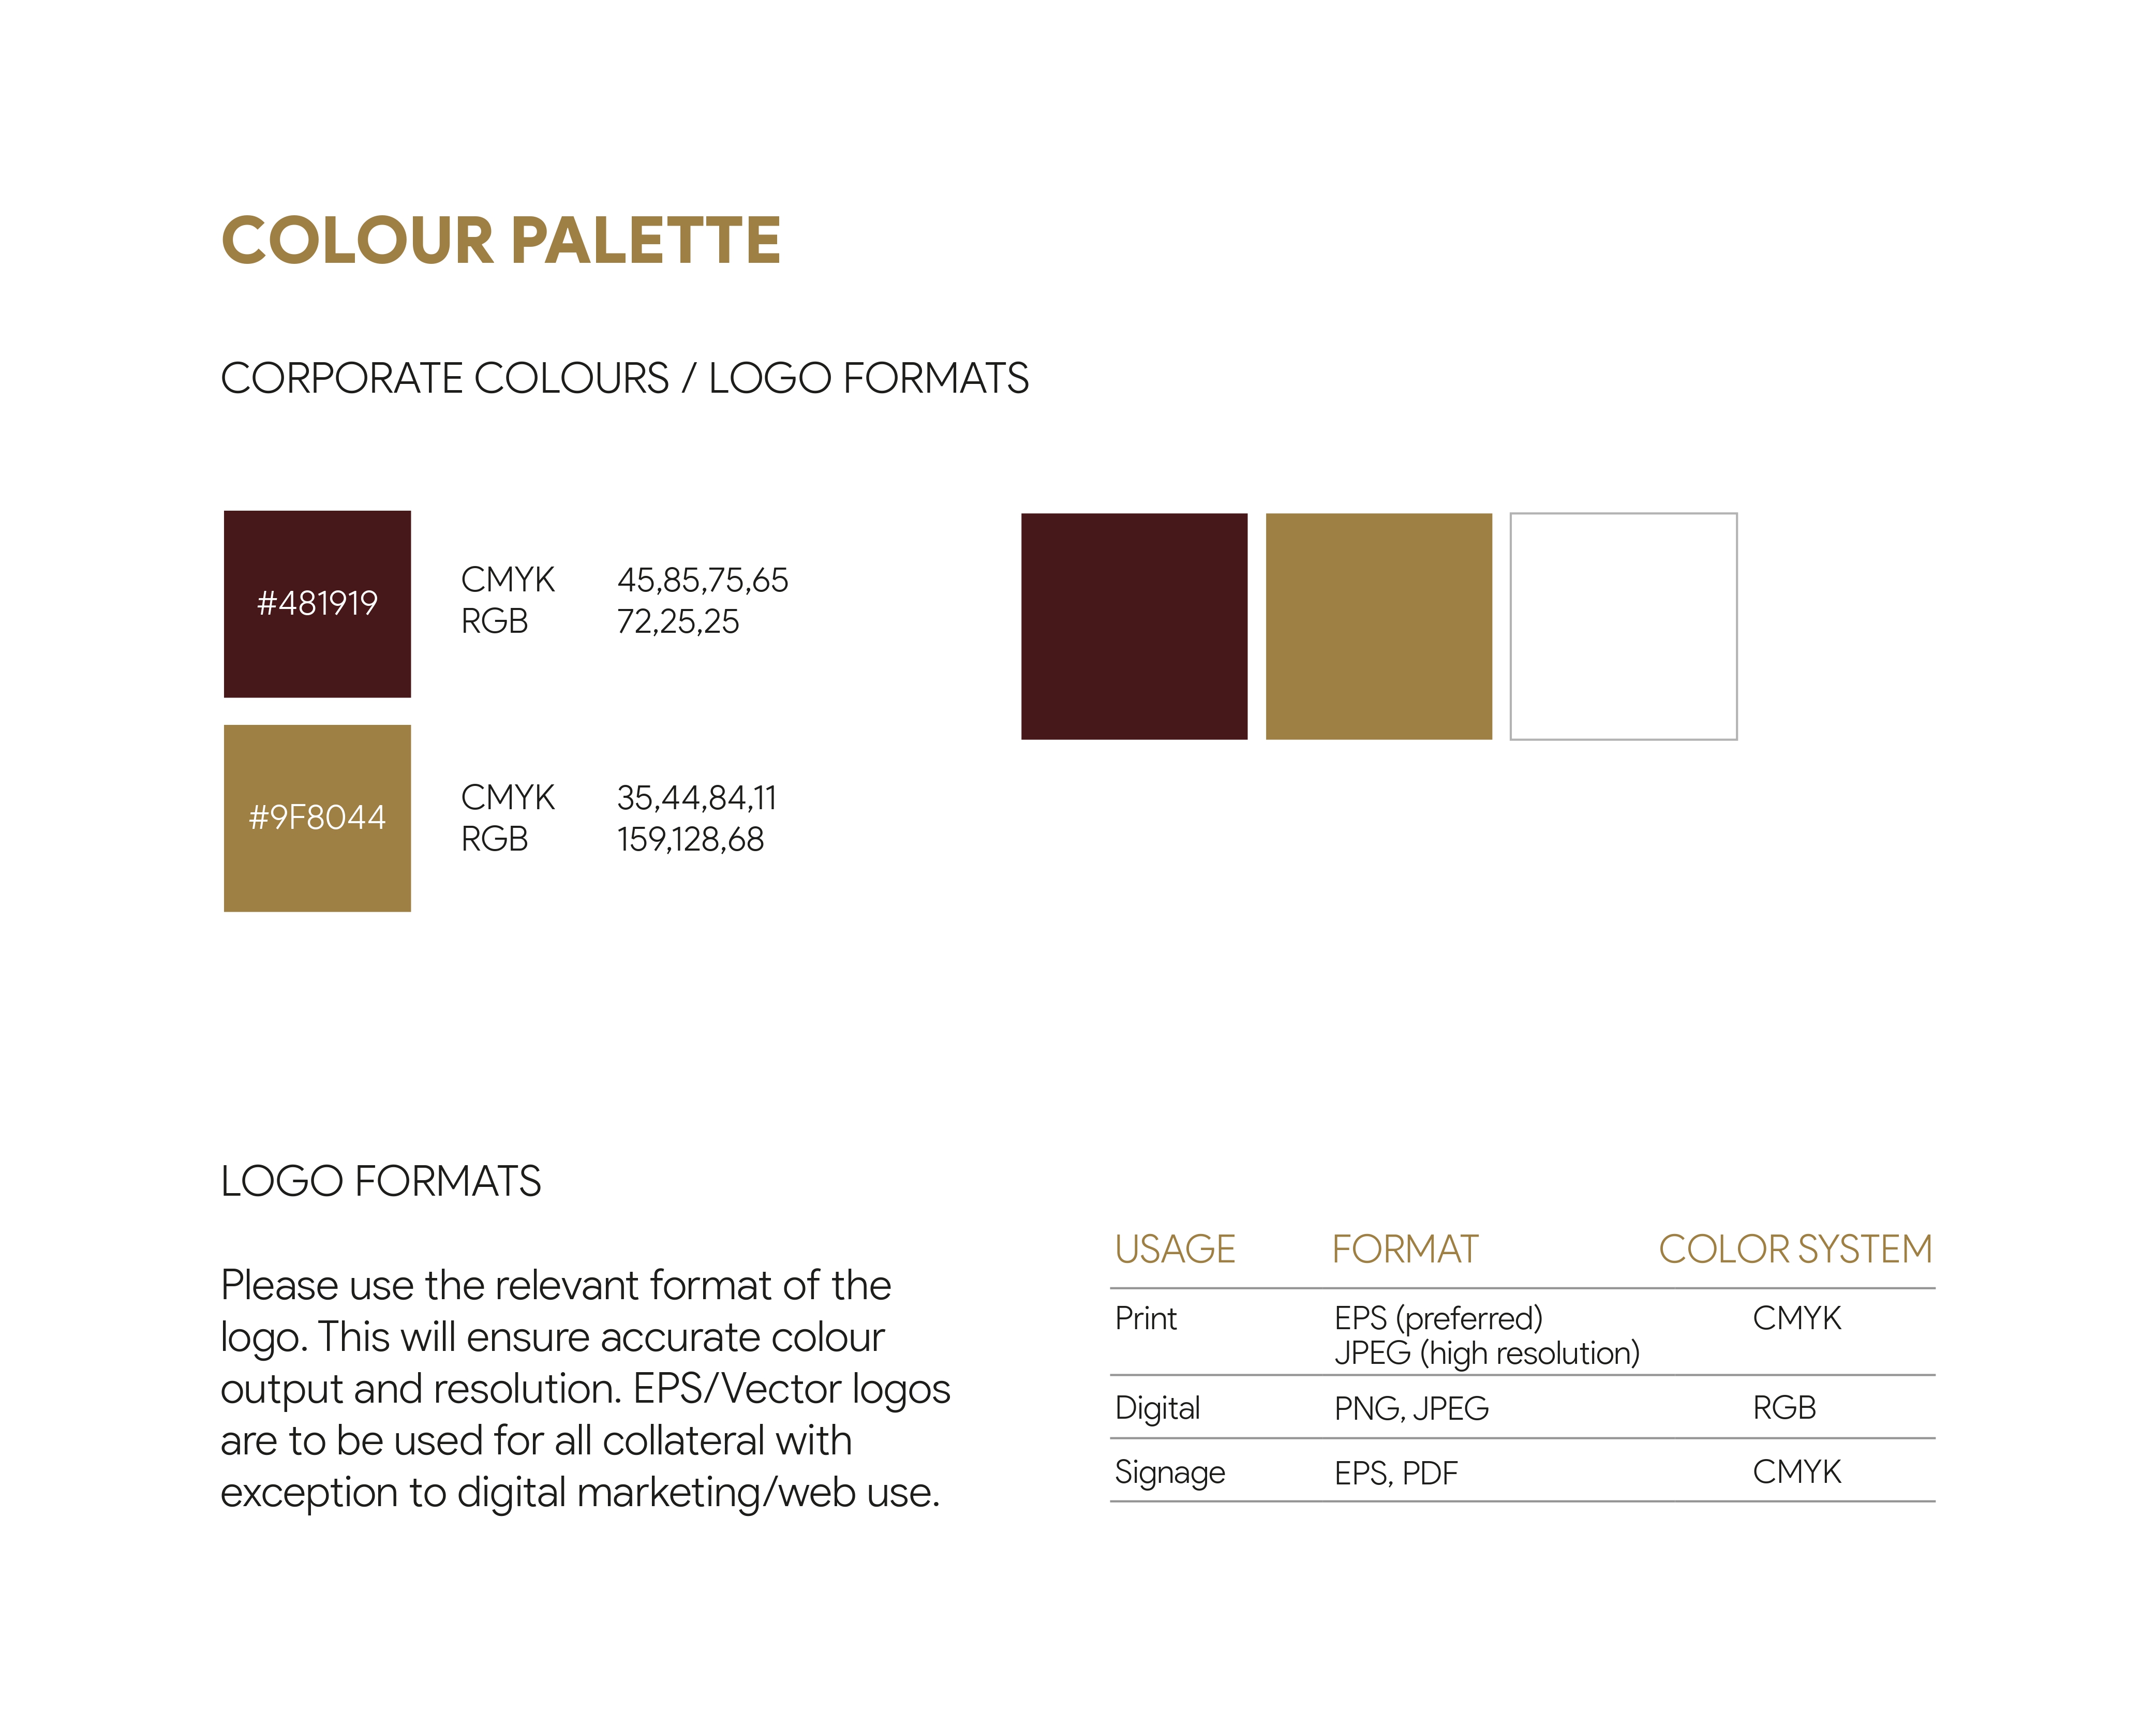 COLOUR PALETTE
CORPORATE COLOURS / LOGO FORMATS
#481919
CMYK 45,85,75,65
RGB 72,25,25
#9F8044
CMYK 35,44,84,11
RGB 159,128,68
LOGO FORMATS
Please use the relevant format of the
logo. This will ensure accurate colour
output and resolution. EPS/Vector logos
are to be used for all collateral with
exception to digital marketing/web use.
USAGE FORMAT COLOR SYSTEM
Print EPS (preferred) CMYK
JPEG (high resolution)
Digital PNG, JPEG RGB
Signage EPS, PDF CMYK